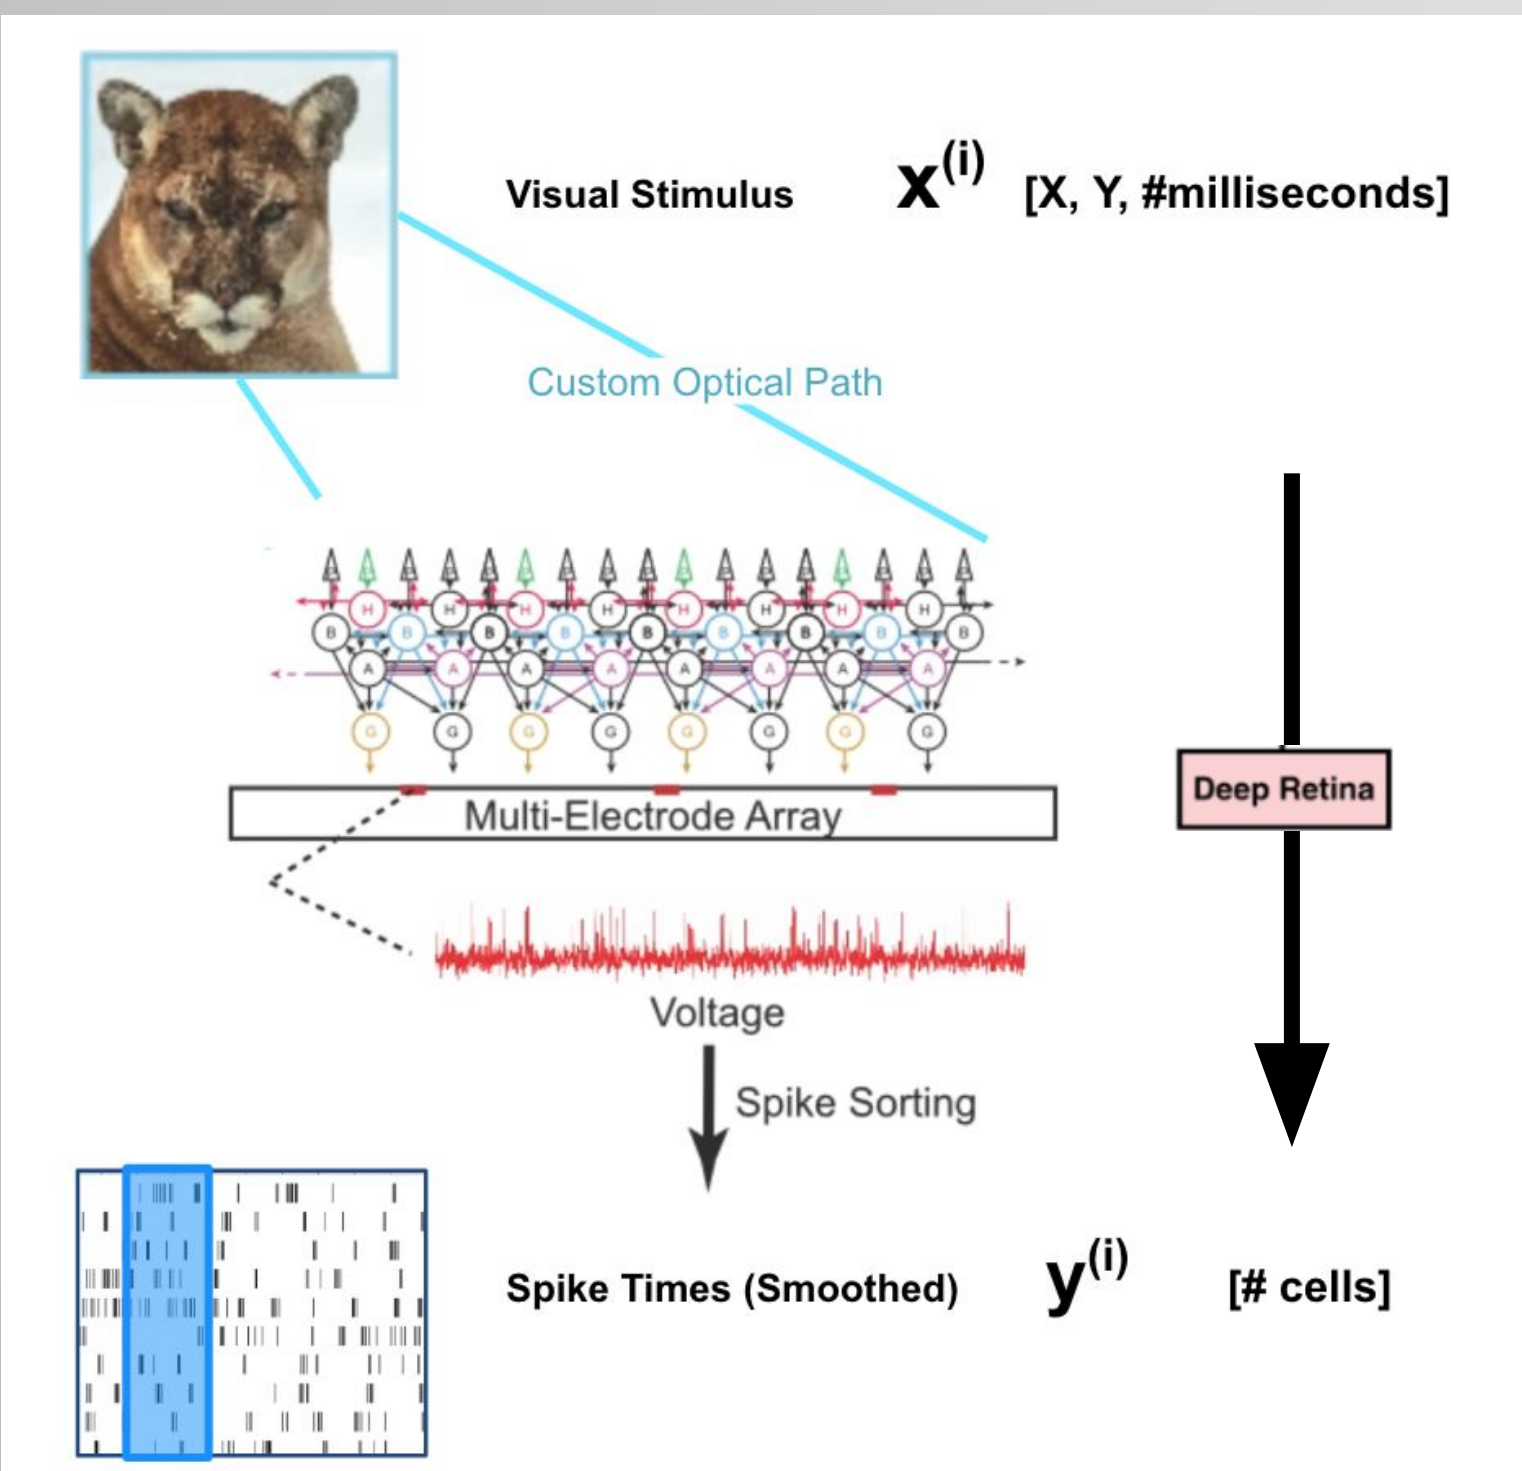 Visual Stimulus x(i) [X, Y, #milliseconds]
Custom Optical Path
H H H H H H H H
B B B B B B B B B
A A A A A A A A
G G G G G G G G
Multi-Electrode Array
Deep Retina
Voltage
Spike Sorting
Spike Times (Smoothed) y(i) [# cells]